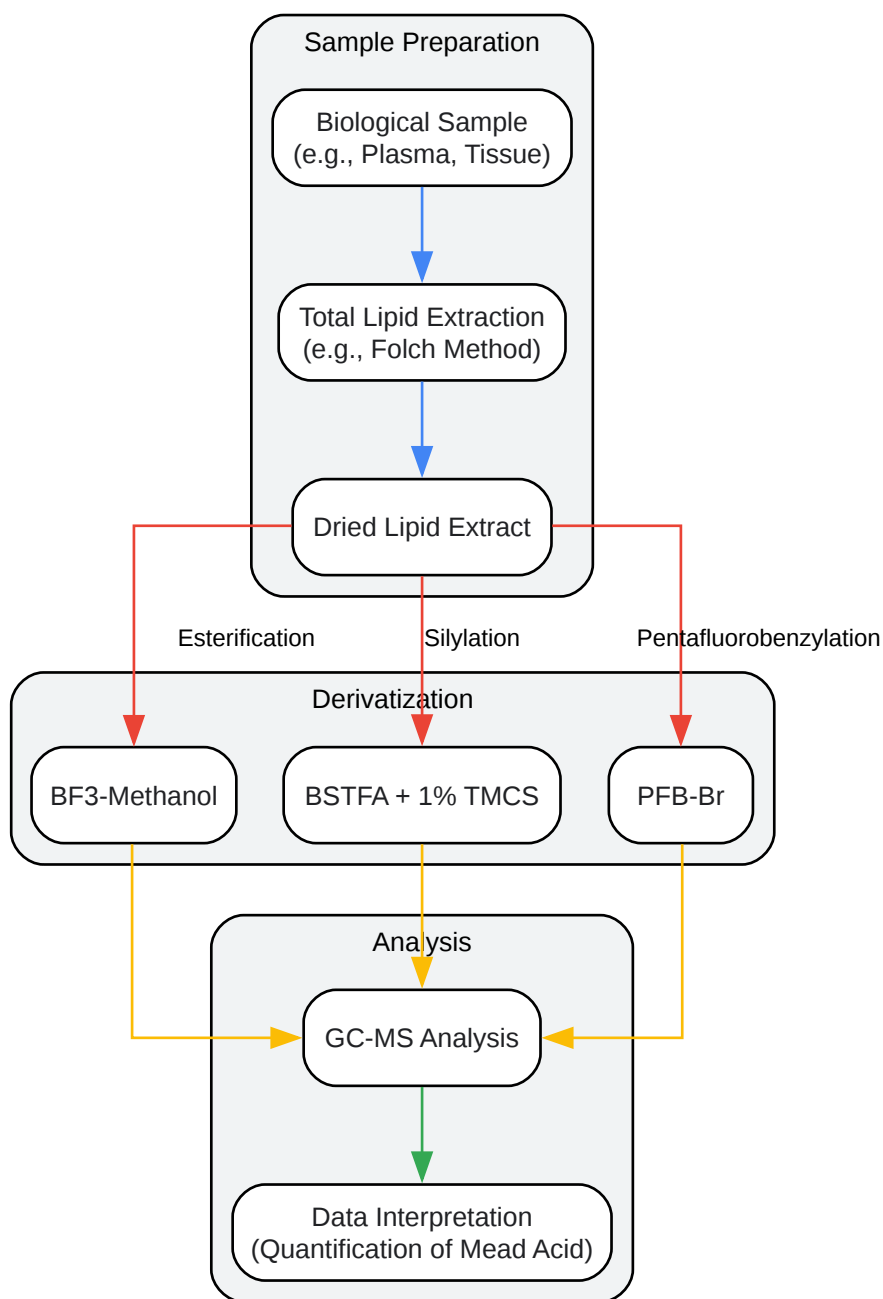 Sample Preparation
Biological Sample
(e.g., Plasma, Tissue)
Total Lipid Extraction
(e.g., Folch Method)
Dried Lipid Extract
Esterification
Silylation
Pentafluorobenzylation
Derivatization
BF3-Methanol
BSTFA + 1% TMCS
PFB-Br
Analysis
GC-MS Analysis
Data Interpretation
(Quantification of Mead Acid)